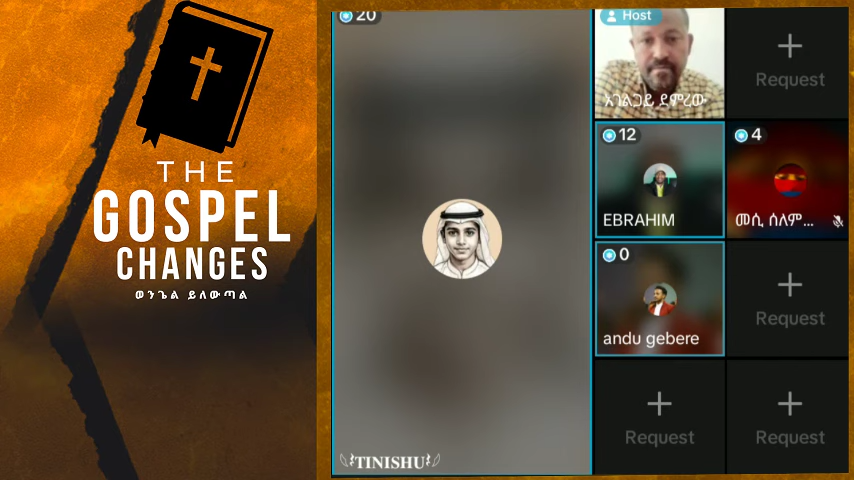 THE
GOSPEL
CHANGES
ወንጌል ይለውጣል
20
TINISHU
Host
አገልጋይ ደምረው
Request
12
EBRAHIM
4
መሲ ሰለም...
0
andu gebere
Request
Request
Request